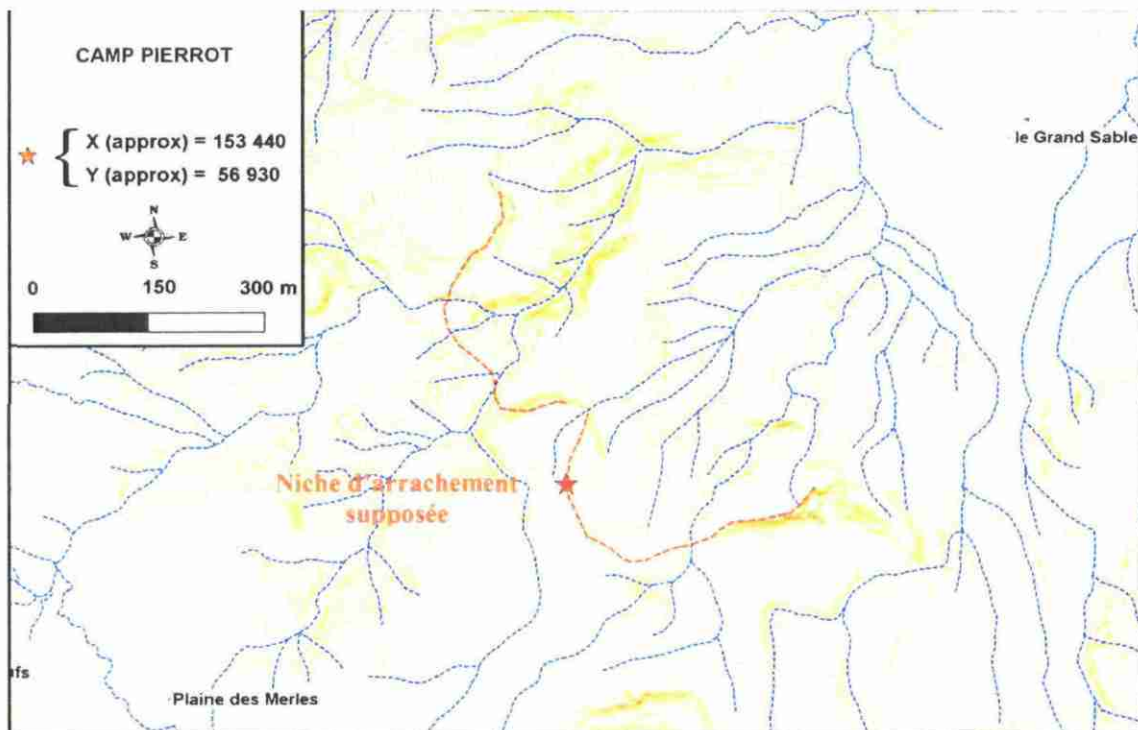 CAMP PIERROT
X (approx) = 153 440
Y (approx) = 56 930
N
W E
S
0 150 300 m
le Grand Sable
Niche d'arrachement
supposée
ufs
Plaine des Merles